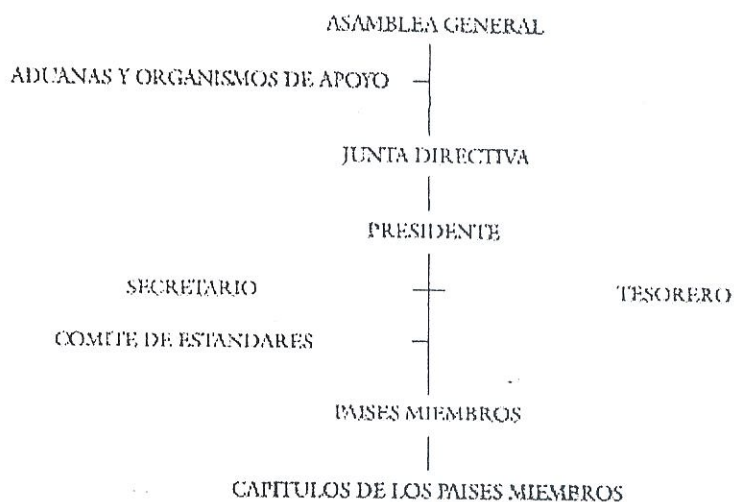 ASAMBLEA GENERAL
ADUANAS Y ORGANISMOS DE APOYO
JUNTA DIRECTIVA
PRESIDENTE
SECRETARIO
TESORERO
COMITE DE ESTANDARES
PAISES MIEMBROS
CAPITULOS DE LOS PAISES MIEMBROS